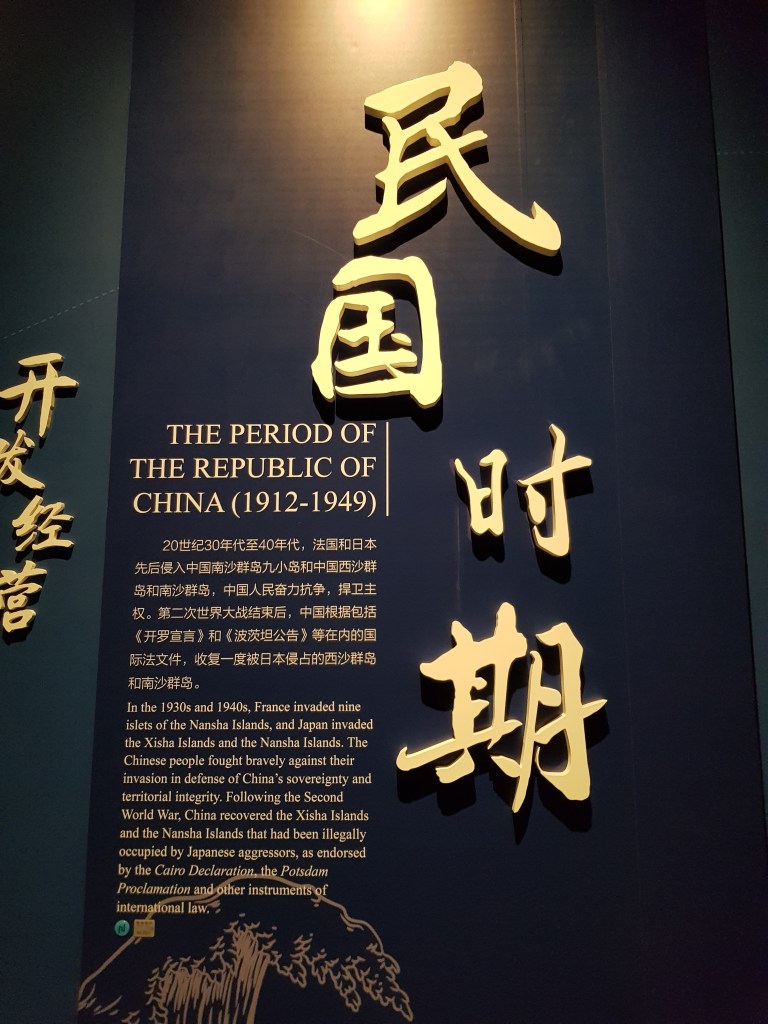 民国时期
开发经营
THE PERIOD OF
THE REPUBLIC OF
CHINA (1912-1949)
20世纪30年代至40年代，法国和日本
先后侵入中国南沙群岛九小岛和中国西沙群
岛和南沙群岛，中国人民奋力抗争，捍卫主
权。第二次世界大战结束后，中国根据包括
《开罗宣言》和《波茨坦公告》等在内的国
际法文件，收复一度被日本侵占的西沙群岛
和南沙群岛。
In the 1930s and 1940s, France invaded nine
islets of the Nansha Islands, and Japan invaded
the Xisha Islands and the Nansha Islands. The
Chinese people fought bravely against their
invasion in defense of China's sovereignty and
territorial integrity. Following the Second
World War, China recovered the Xisha Islands
and the Nansha Islands that had been illegally
occupied by Japanese aggressors, as endorsed
by the Cairo Declaration, the Potsdam
Proclamation and other instruments of
international law.